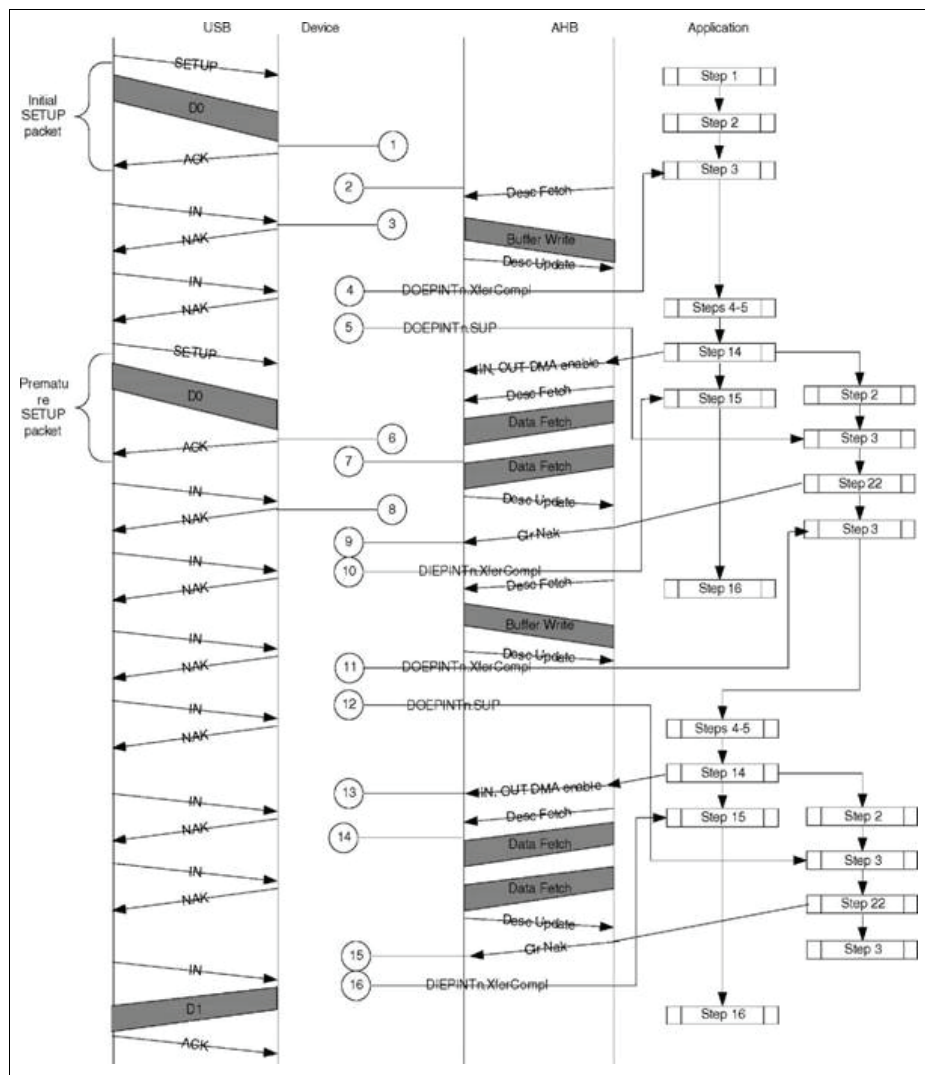 USB Device AHB Application
SETUP
Step 1
Initial
SETUP
packet
D0
Step 2
1
ACK
Step 3
2
Desc Fetch
IN
3
NAK
Buffer Write
Desc Update
IN
4
DOEPINTn.XferCompl
NAK
Steps 4-5
5
DOEPINTn.SUP
SETUP
IN, OUT DMA enable
Step 14
Prematu
re
SETUP
packet
D0
Desc Fetch
Step 15
Step 2
Data Fetch
6
Step 3
ACK
7
Data Fetch
Step 22
IN
Desc Update
8
NAK
Clr Nak
Step 3
9
IN
10
DIEPINTn.XferCompl
Desc Fetch
Step 16
NAK
Buffer Write
IN
Desc Update
NAK
11
DOEPINTn.XferCompl
IN
12
DOEPINTn.SUP
Steps 4-5
NAK
Step 14
IN, OUT DMA enable
13
IN
Desc Fetch
Step 15
Step 2
NAK
14
Data Fetch
Step 3
IN
Data Fetch
NAK
Step 22
Desc Update
Clr Nak
Step 3
15
IN
16
DIEPINTn.XferCompl
D1
Step 16
ACK